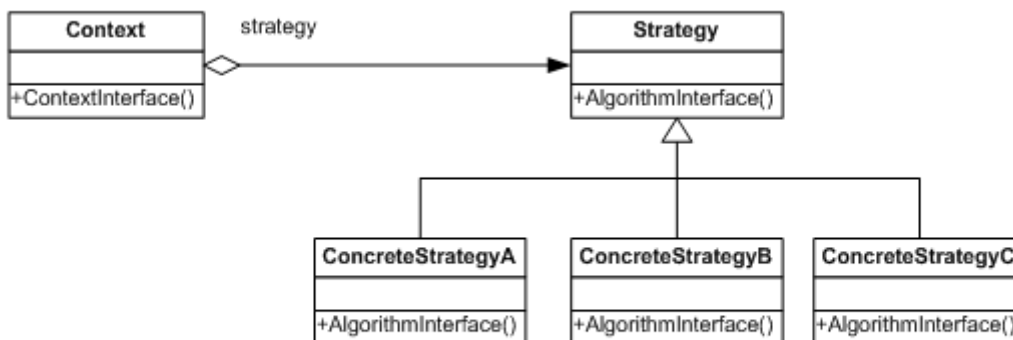 Context
strategy
Strategy
+ContextInterface()
+AlgorithmInterface()
ConcreteStrategyA
ConcreteStrategyB
ConcreteStrategyC
+AlgorithmInterface()
+AlgorithmInterface()
+AlgorithmInterface()